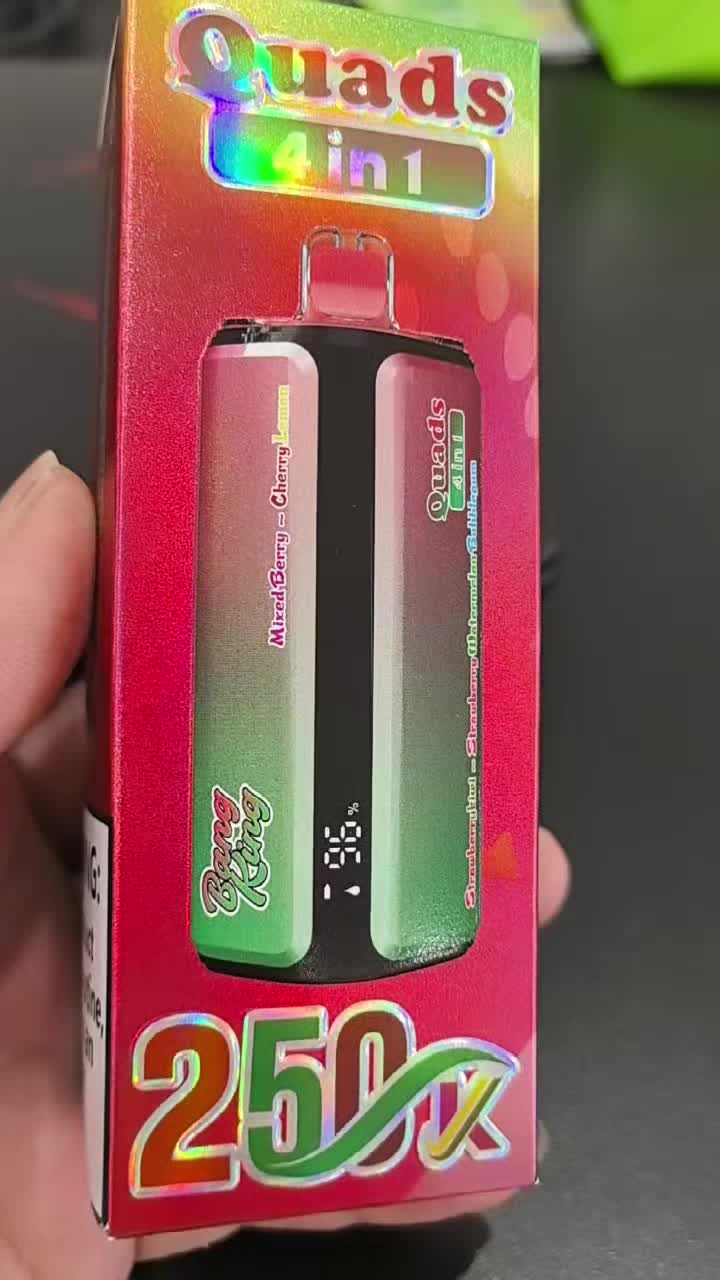 Quads
4 in 1
Mixed Berry - Cherry Lemon
Quads
4 in 1
Strawberry kiwi - Strawberry Watermelon Bubblegum
Bang
King
96%
250K
G: